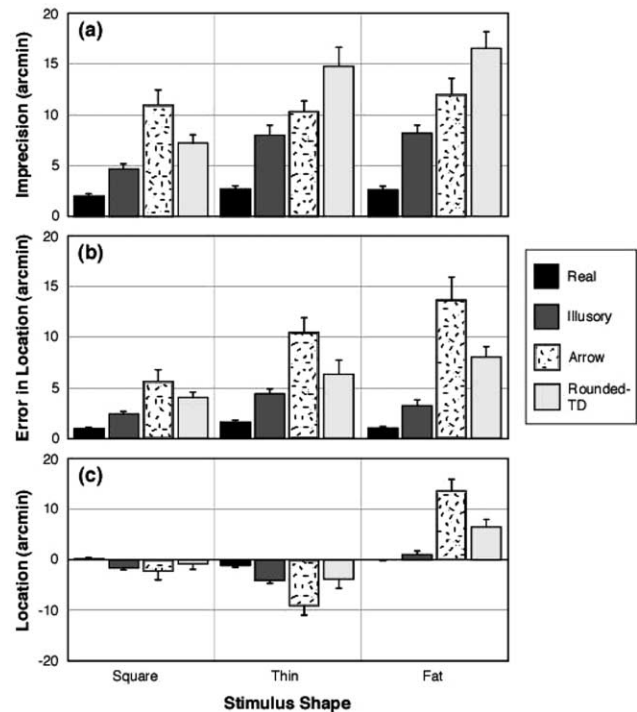 (a)
20
15
10
5
0
Imprecision (arcmin)
(b)
20
15
10
5
0
Error in Location (arcmin)
(c)
20
10
0
-10
-20
Location (arcmin)
Square
Thin
Fat
Stimulus Shape
Real
Illusory
Arrow
Rounded-
TD